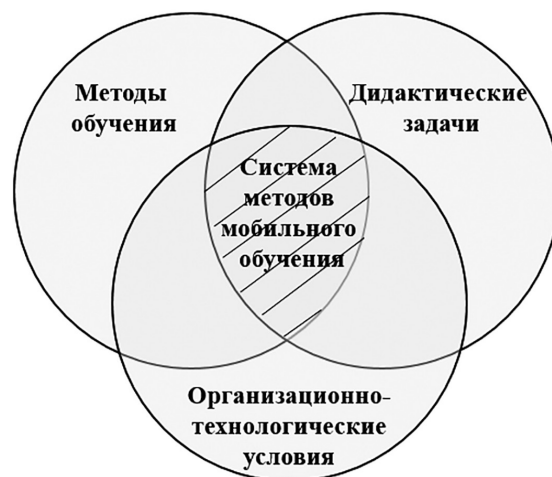 Методы
обучения
Дидактические
задачи
Система
методов
мобильного
обучения
Организационно-
технологические
условия